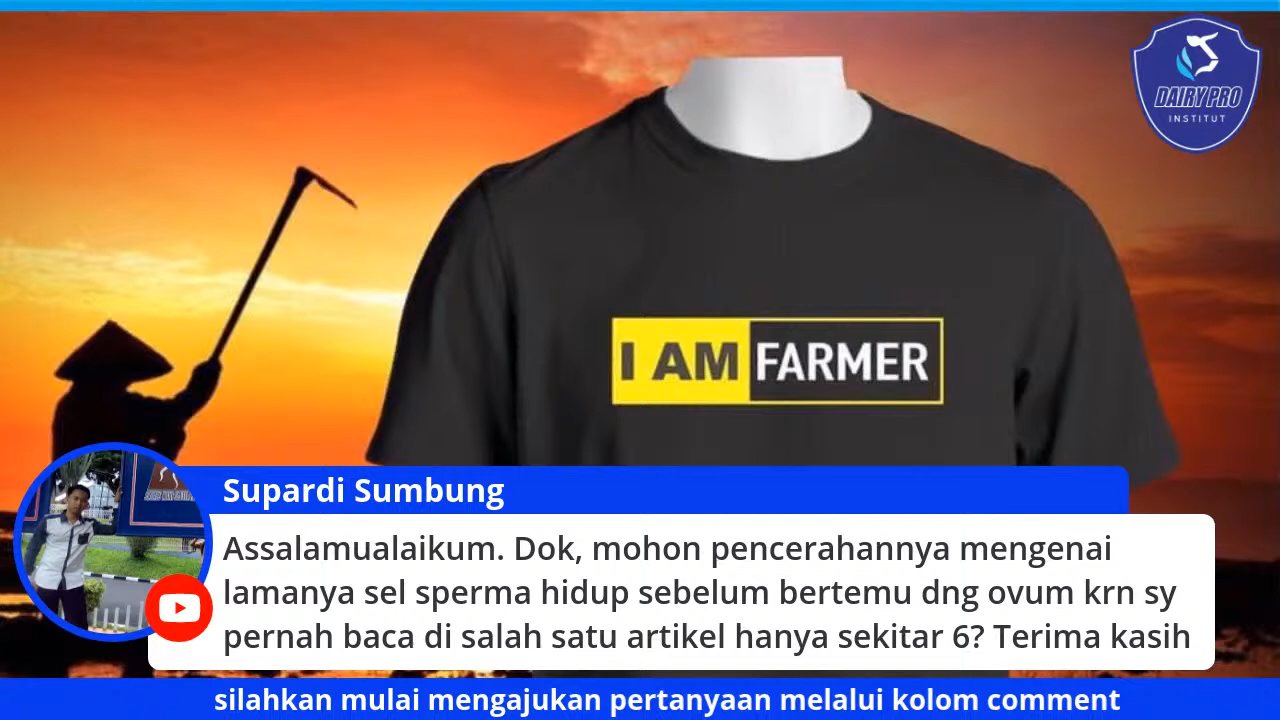 DAIRY PRO
INSTITUT
I AM FARMER
Supardi Sumbung
Assalamualaikum. Dok, mohon pencerahannya mengenai
lamanya sel sperma hidup sebelum bertemu dng ovum krn sy
pernah baca di salah satu artikel hanya sekitar 6? Terima kasih
silahkan mulai mengajukan pertanyaan melalui kolom comment